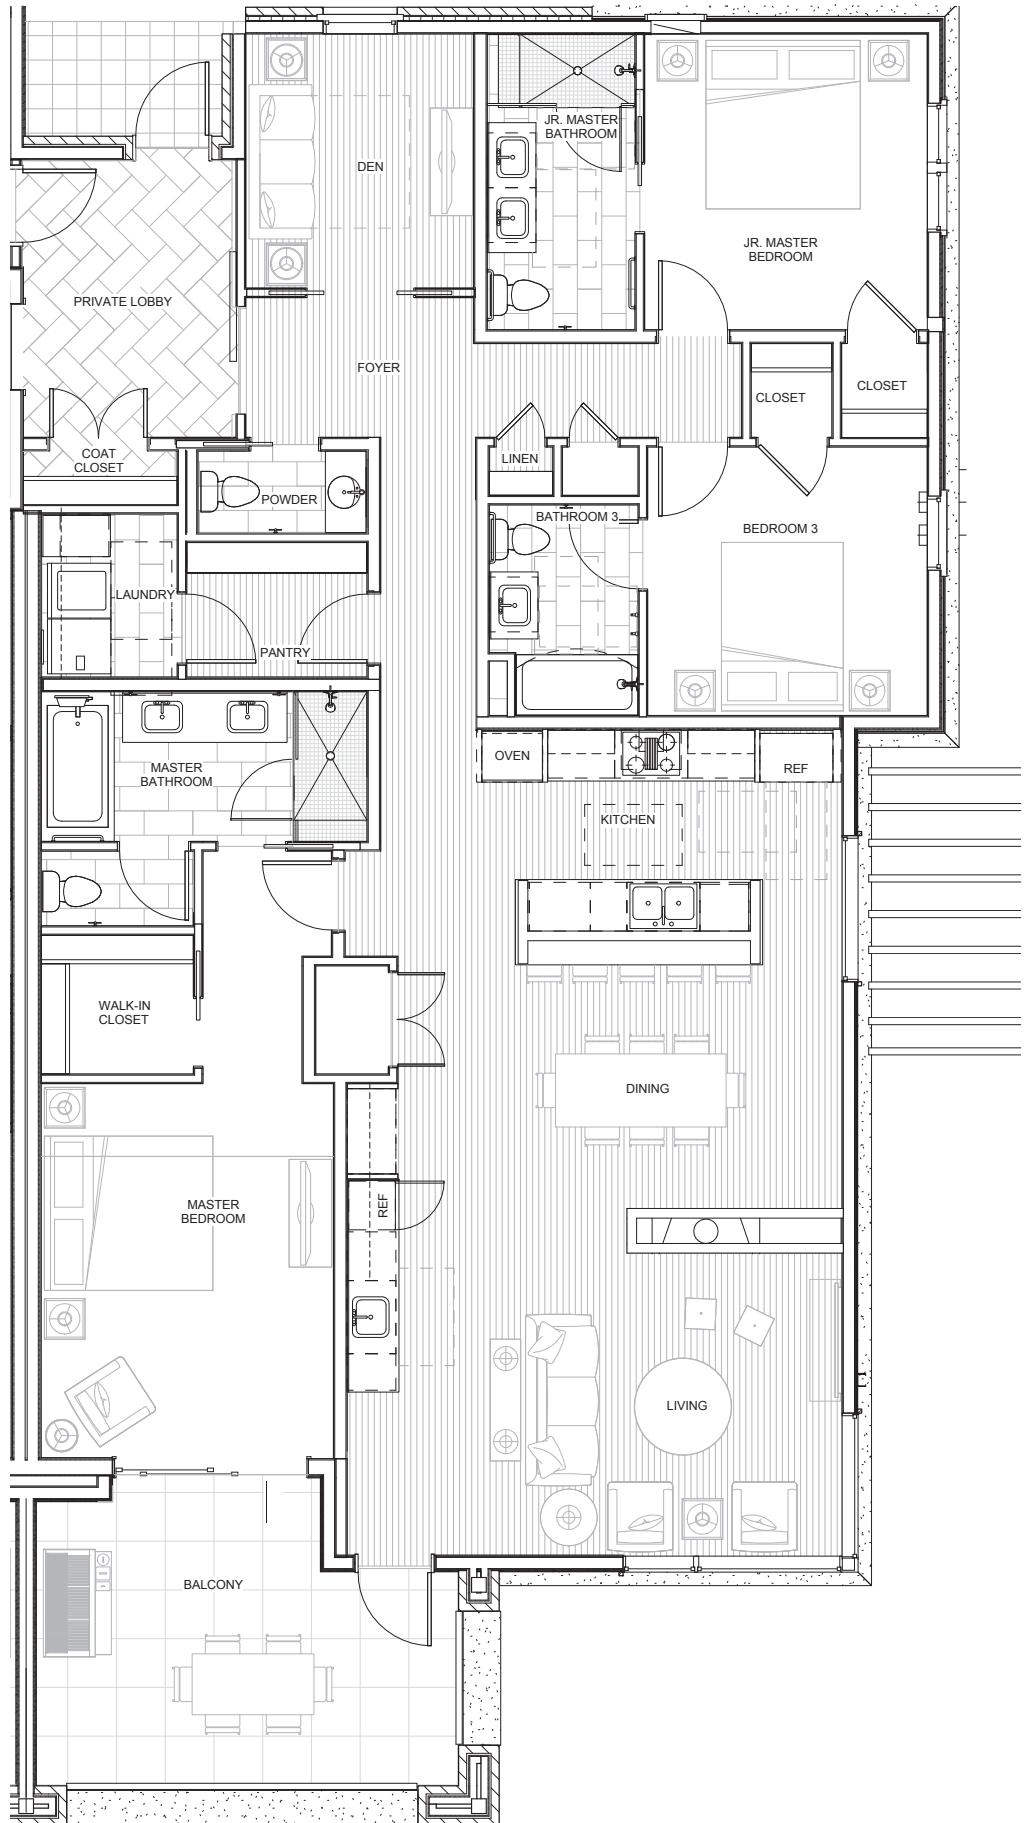 JR. MASTER
BATHROOM
DEN
JR. MASTER
BEDROOM
PRIVATE LOBBY
FOYER
CLOSET
CLOSET
COAT
CLOSET
LINEN
POWDER
BATHROOM 3
BEDROOM 3
LAUNDRY
PANTRY
OVEN
REF
MASTER
BATHROOM
KITCHEN
WALK-IN
CLOSET
DINING
MASTER
BEDROOM
REF
LIVING
BALCONY